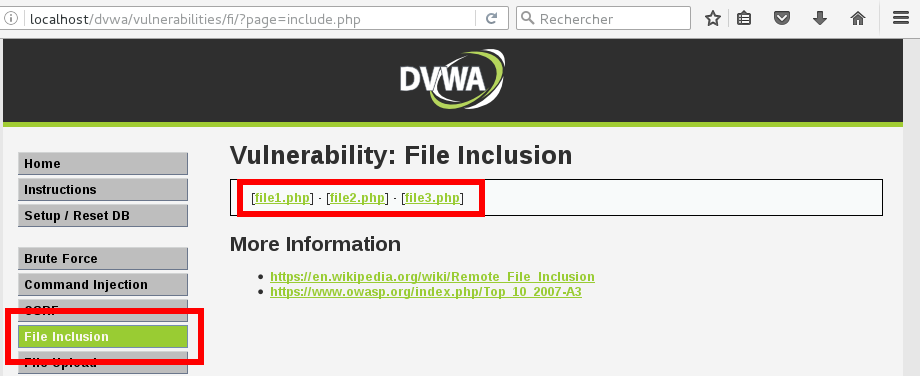 localhost/dvwa/vulnerabilities/fi/?page=include.php
Rechercher
DVWA
Home
Instructions
Setup / Reset DB
Brute Force
Command Injection
CSRF
File Inclusion
File Upload
Vulnerability: File Inclusion
[file1.php] - [file2.php] - [file3.php]
More Information
https://en.wikipedia.org/wiki/Remote_File_Inclusion
https://www.owasp.org/index.php/Top_10_2007-A3